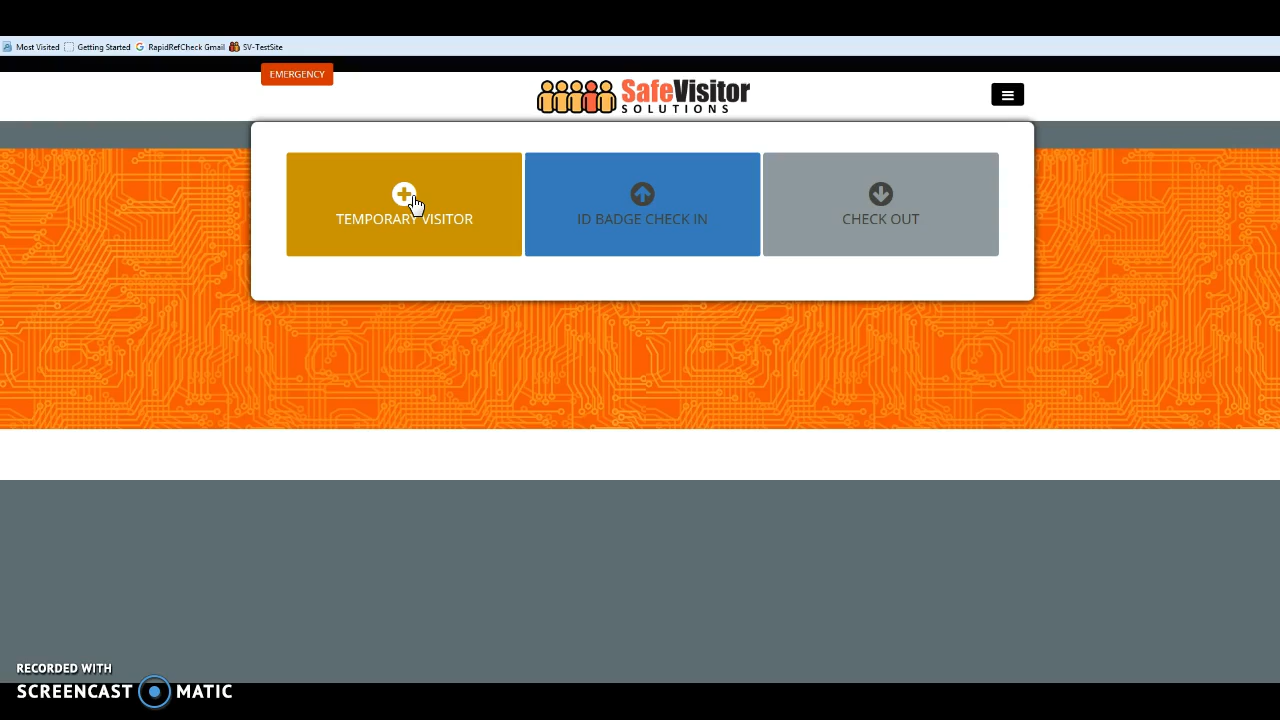 Most Visited Getting Started RapidRefCheck Gmail SV-TestSite
EMERGENCY
SafeVisitor
SOLUTIONS
TEMPORARY VISITOR
ID BADGE CHECK IN
CHECK OUT
RECORDED WITH
SCREENCAST MATIC